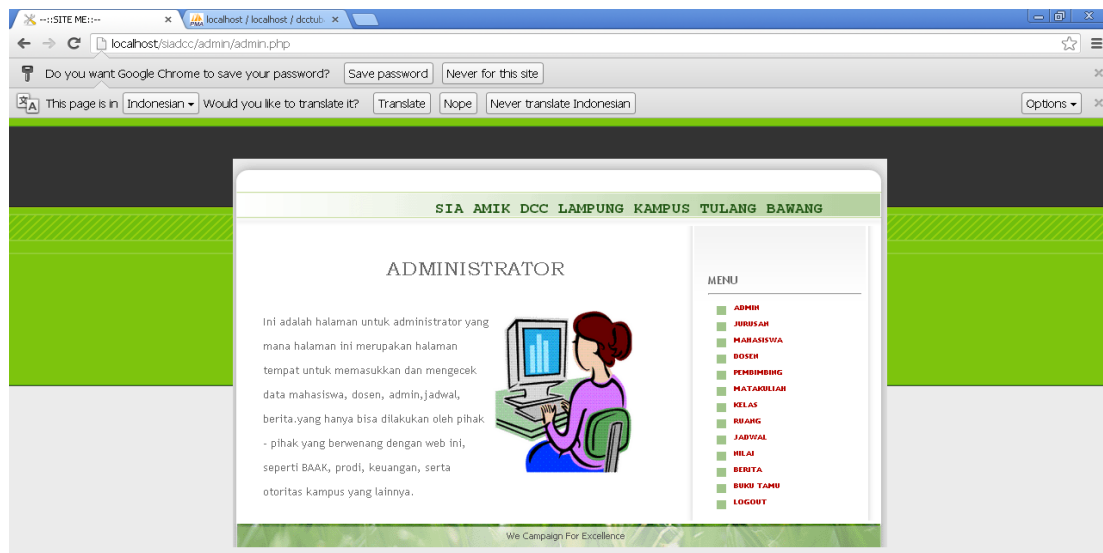 --::SITE ME::--
localhost / localhost / dcctub
localhost/siadcc/admin/admin.php
Do you want Google Chrome to save your password? Save password Never for this site
This page is in Indonesian Would you like to translate it? Translate Nope Never translate Indonesian Options
SIA AMIK DCC LAMPUNG KAMPUS TULANG BAWANG
ADMINISTRATOR
Ini adalah halaman untuk administrator yang
mana halaman ini merupakan halaman
tempat untuk memasukkan dan mengecek
data mahasiswa, dosen, admin,jadwal,
berita.yang hanya bisa dilakukan oleh pihak
- pihak yang berwenang dengan web ini,
seperti BAAK, prodi, keuangan, serta
otoritas kampus yang lainnya.
MENU
ADMIN
JURUSAN
MAHASISWA
DOSEN
PEMBIMBING
MATAKULIAH
KELAS
RUANG
JADWAL
NILAI
BERITA
BUKU TAMU
LOGOUT
We Campaign For Excellence